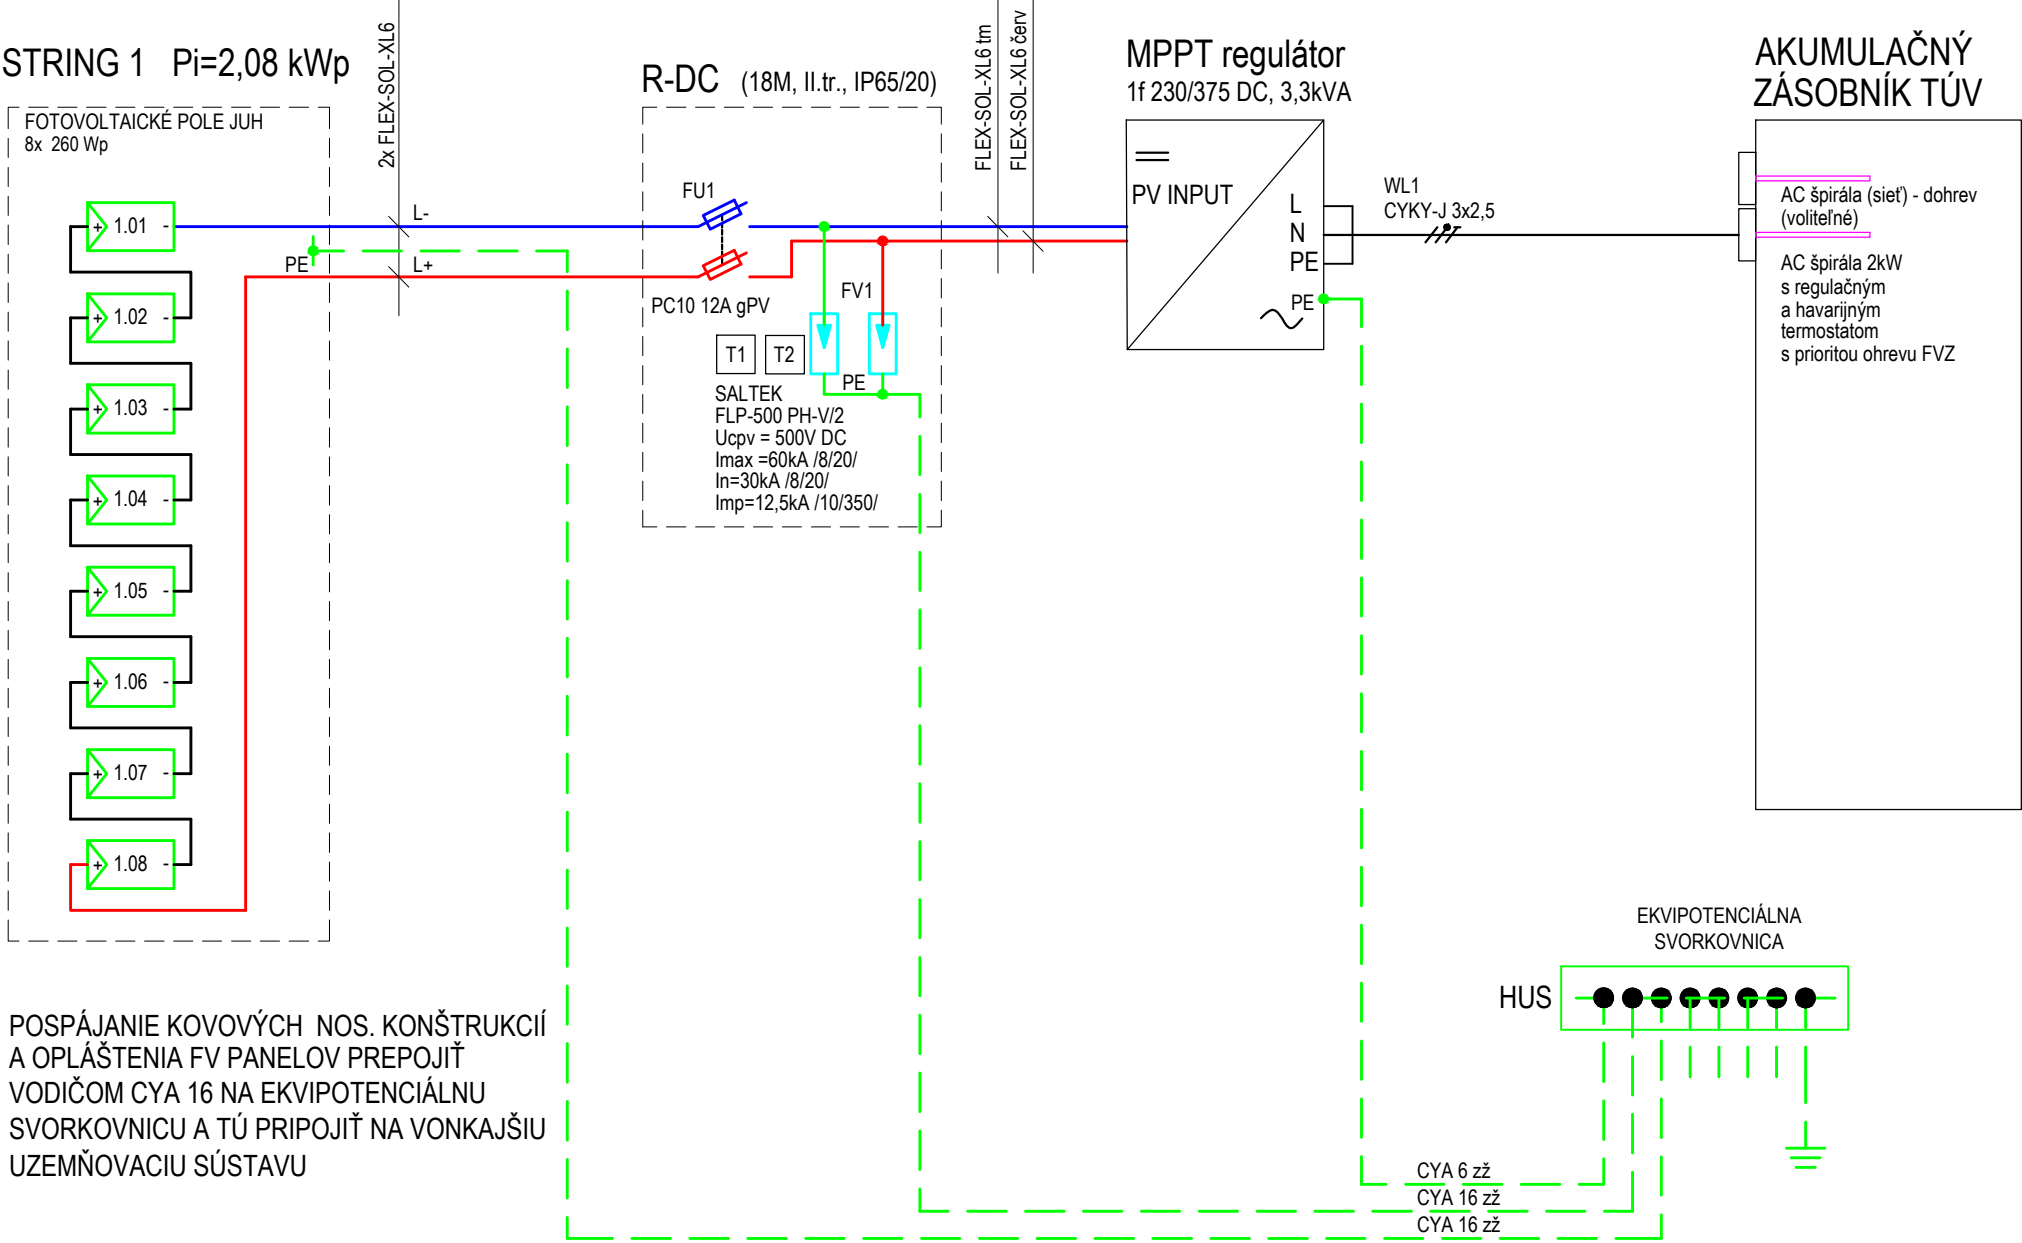 STRING 1 Pi=2,08 kWp
FOTOVOLTAICKÉ POLE JUH
8x 260 Wp
+ 1.01 -
+ 1.02 -
+ 1.03 -
+ 1.04 -
+ 1.05 -
+ 1.06 -
+ 1.07 -
+ 1.08 -
PE
2x FLEX-SOL-XL6
L-
L+
R-DC (18M, II.tr., IP65/20)
FU1
PC10 12A gPV
FV1
T1 T2
PE
SALTEK
FLP-500 PH-V/2
Ucpv = 500V DC
Imax =60kA /8/20/
In=30kA /8/20/
Imp=12,5kA /10/350/
FLEX-SOL-XL6 tm
FLEX-SOL-XL6 červ
MPPT regulátor
1f 230/375 DC, 3,3kVA
PV INPUT
L
N
PE
PE
WL1
CYKY-J 3x2,5
AKUMULAČNÝ
ZÁSOBNÍK TÚV
AC špirála (sieť) - dohrev
(voliteľné)
AC špirála 2kW
s regulačným
a havarijným
termostatom
s prioritou ohrevu FVZ
EKVIPOTENCIÁLNA
SVORKOVNICA
HUS
POSPÁJANIE KOVOVÝCH NOS. KONŠTRUKCIÍ
A OPLÁŠTENIA FV PANELOV PREPOJIŤ
VODIČOM CYA 16 NA EKVIPOTENCIÁLNU
SVORKOVNICU A TÚ PRIPOJIŤ NA VONKAJŠIU
UZEMŇOVACIU SÚSTAVU
CYA 6 zž
CYA 16 zž
CYA 16 zž